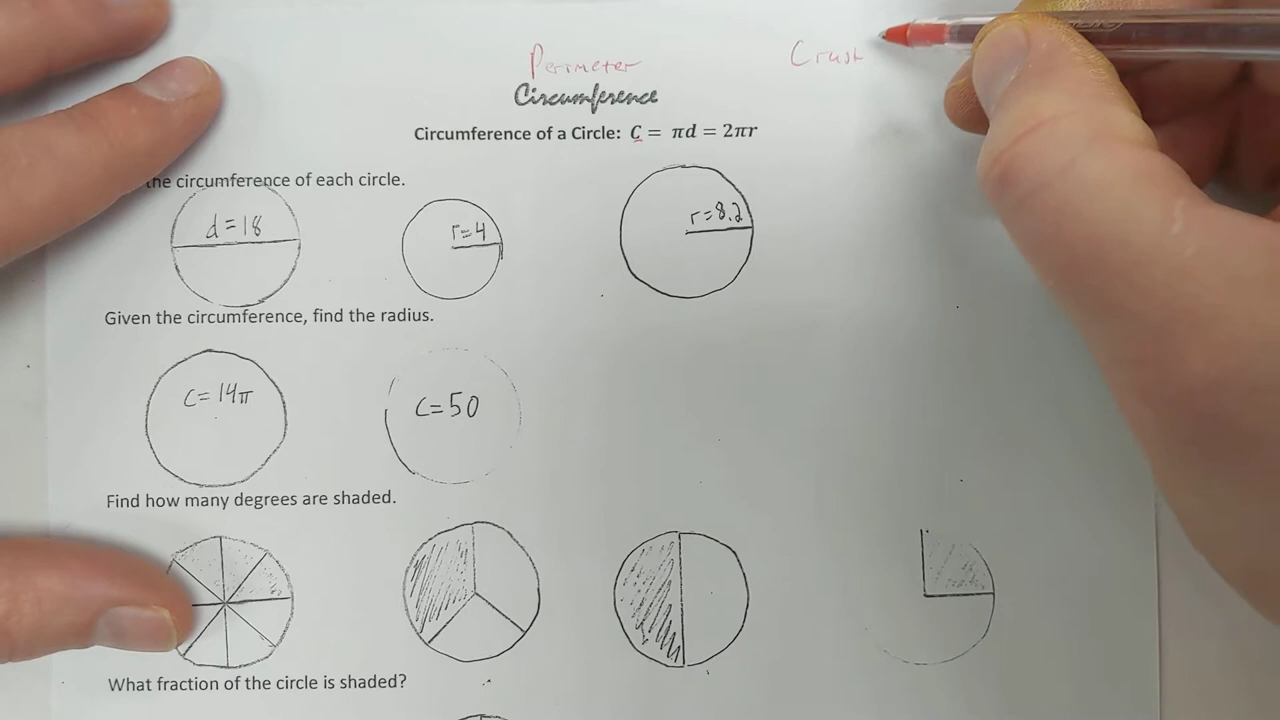 Perimeter Crust
Circumference
Circumference of a Circle: C = πd = 2πr
the circumference of each circle.
d=18 r=4 r=8.2
Given the circumference, find the radius.
C=14π C=50
Find how many degrees are shaded.
What fraction of the circle is shaded?